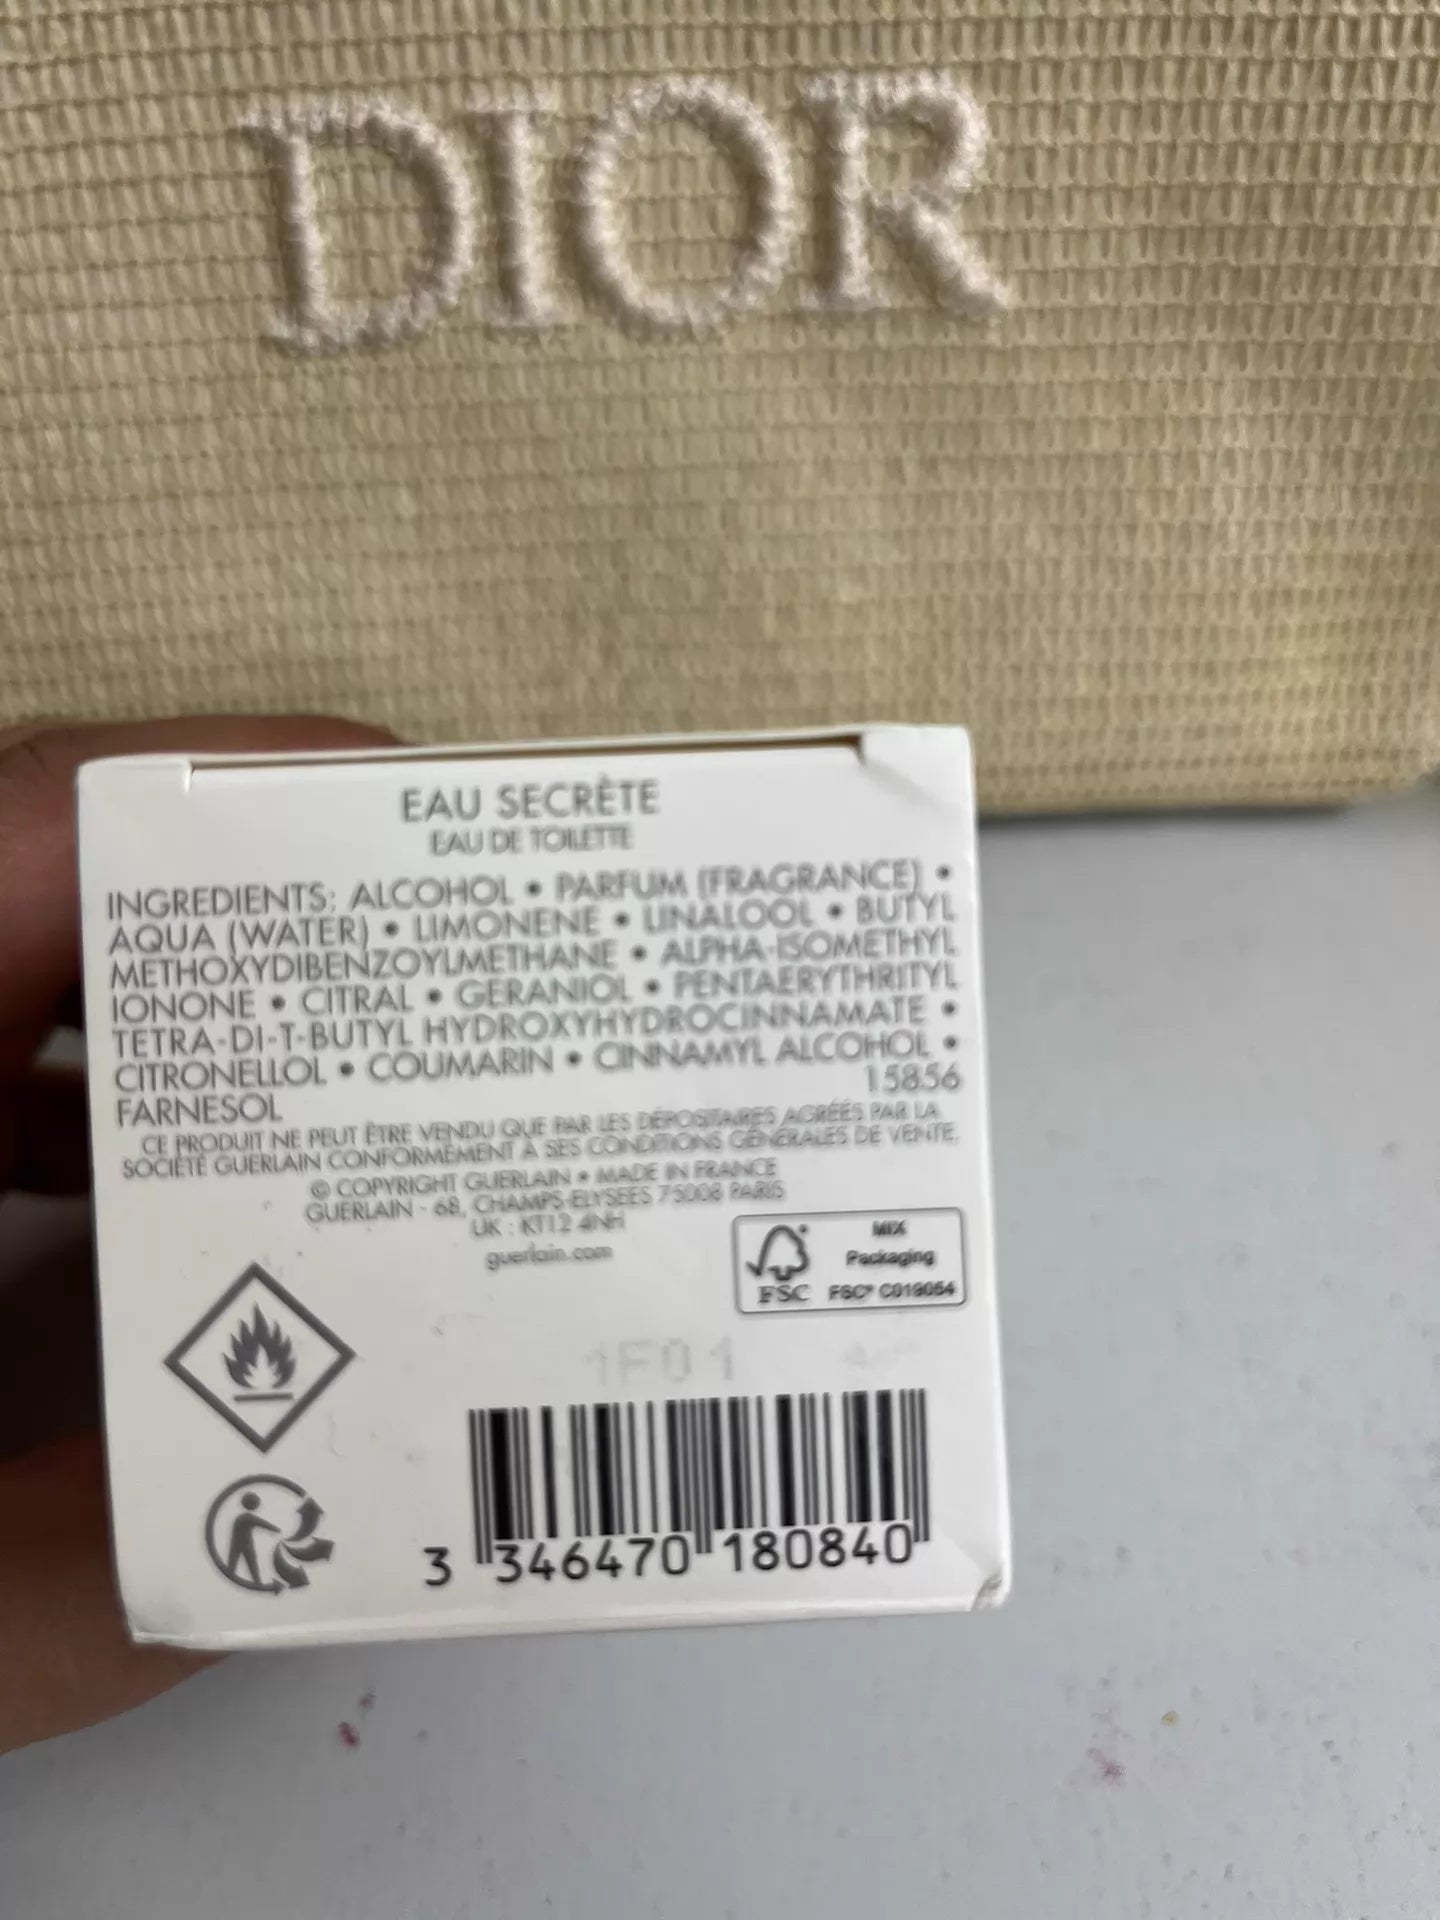 DIOR
EAU SECRÈTE
EAU DE TOILETTE
INGREDIENTS: ALCOHOL • PARFUM (FRAGRANCE) •
AQUA (WATER) • LIMONENE • LINALOOL • BUTYL
METHOXYDIBENZOYLMETHANE • ALPHA-ISOMETHYL
IONONE • CITRAL • GERANIOL • PENTAERYTHRITYL
TETRA-DI-T-BUTYL HYDROXYHYDROCINNAMATE •
CITRONELLOL • COUMARIN • CINNAMYL ALCOHOL •
FARNESOL 15856
CE PRODUIT NE PEUT ÊTRE VENDU QUE PAR LES DÉPOSITAIRES AGRÉÉS PAR LA
SOCIÉTÉ GUERLAIN CONFORMÉMENT À SES CONDITIONS GÉNÉRALES DE VENTE.
© COPYRIGHT GUERLAIN • MADE IN FRANCE
GUERLAIN - 68, CHAMPS-ELYSEES 75008 PARIS
UK : KT12 4NH
guerlain.com
MIX
Packaging
FSC FSC® C019054
1F01
3 346470 180840